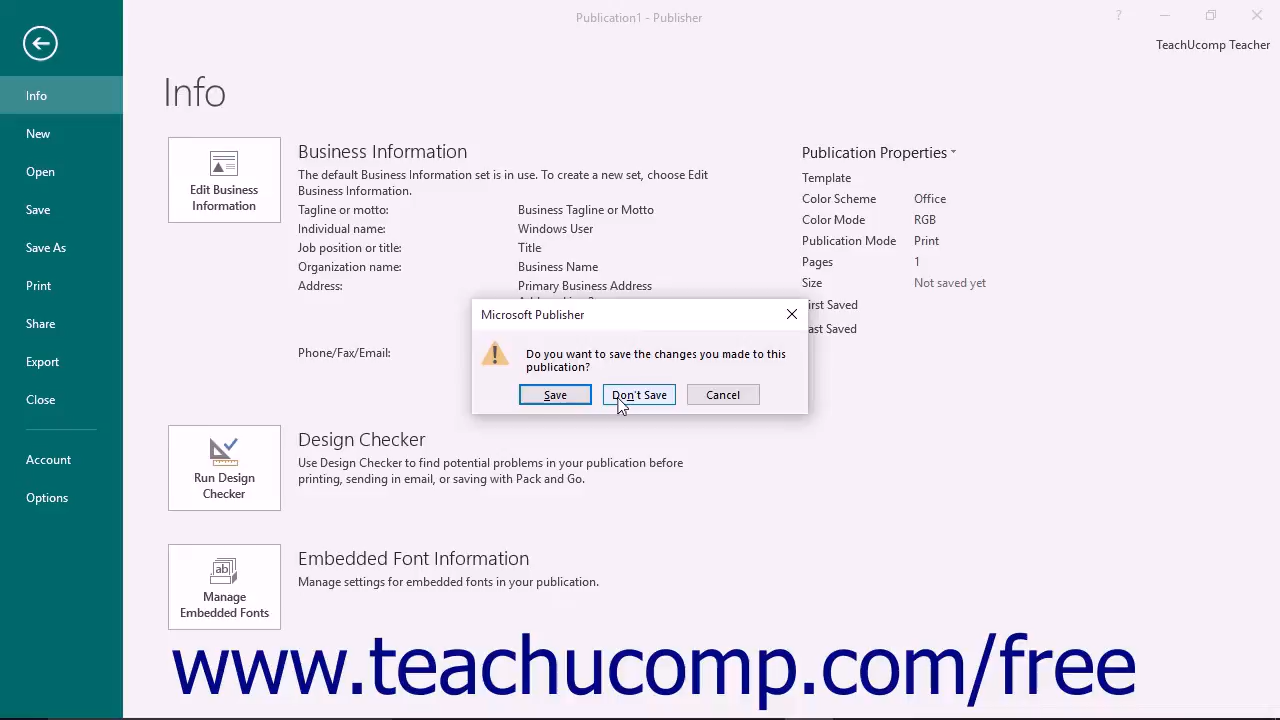 Publication1 - Publisher
?
TeachUcomp Teacher
Info
New
Open
Save
Save As
Print
Share
Export
Close
Account
Options
Info
Edit Business
Information
Business Information
The default Business Information set is in use. To create a new set, choose Edit
Business Information.
Tagline or motto: Business Tagline or Motto
Individual name: Windows User
Job position or title: Title
Organization name: Business Name
Address: Primary Business Address
Phone/Fax/Email:
Publication Properties
Template
Color Scheme Office
Color Mode RGB
Publication Mode Print
Pages 1
Size Not saved yet
irst Saved
ast Saved
Microsoft Publisher
Do you want to save the changes you made to this
publication?
Save Don't Save Cancel
Run Design
Checker
Design Checker
Use Design Checker to find potential problems in your publication before
printing, sending in email, or saving with Pack and Go.
ab
Manage
Embedded Fonts
Embedded Font Information
Manage settings for embedded fonts in your publication.
www.teachucomp.com/free